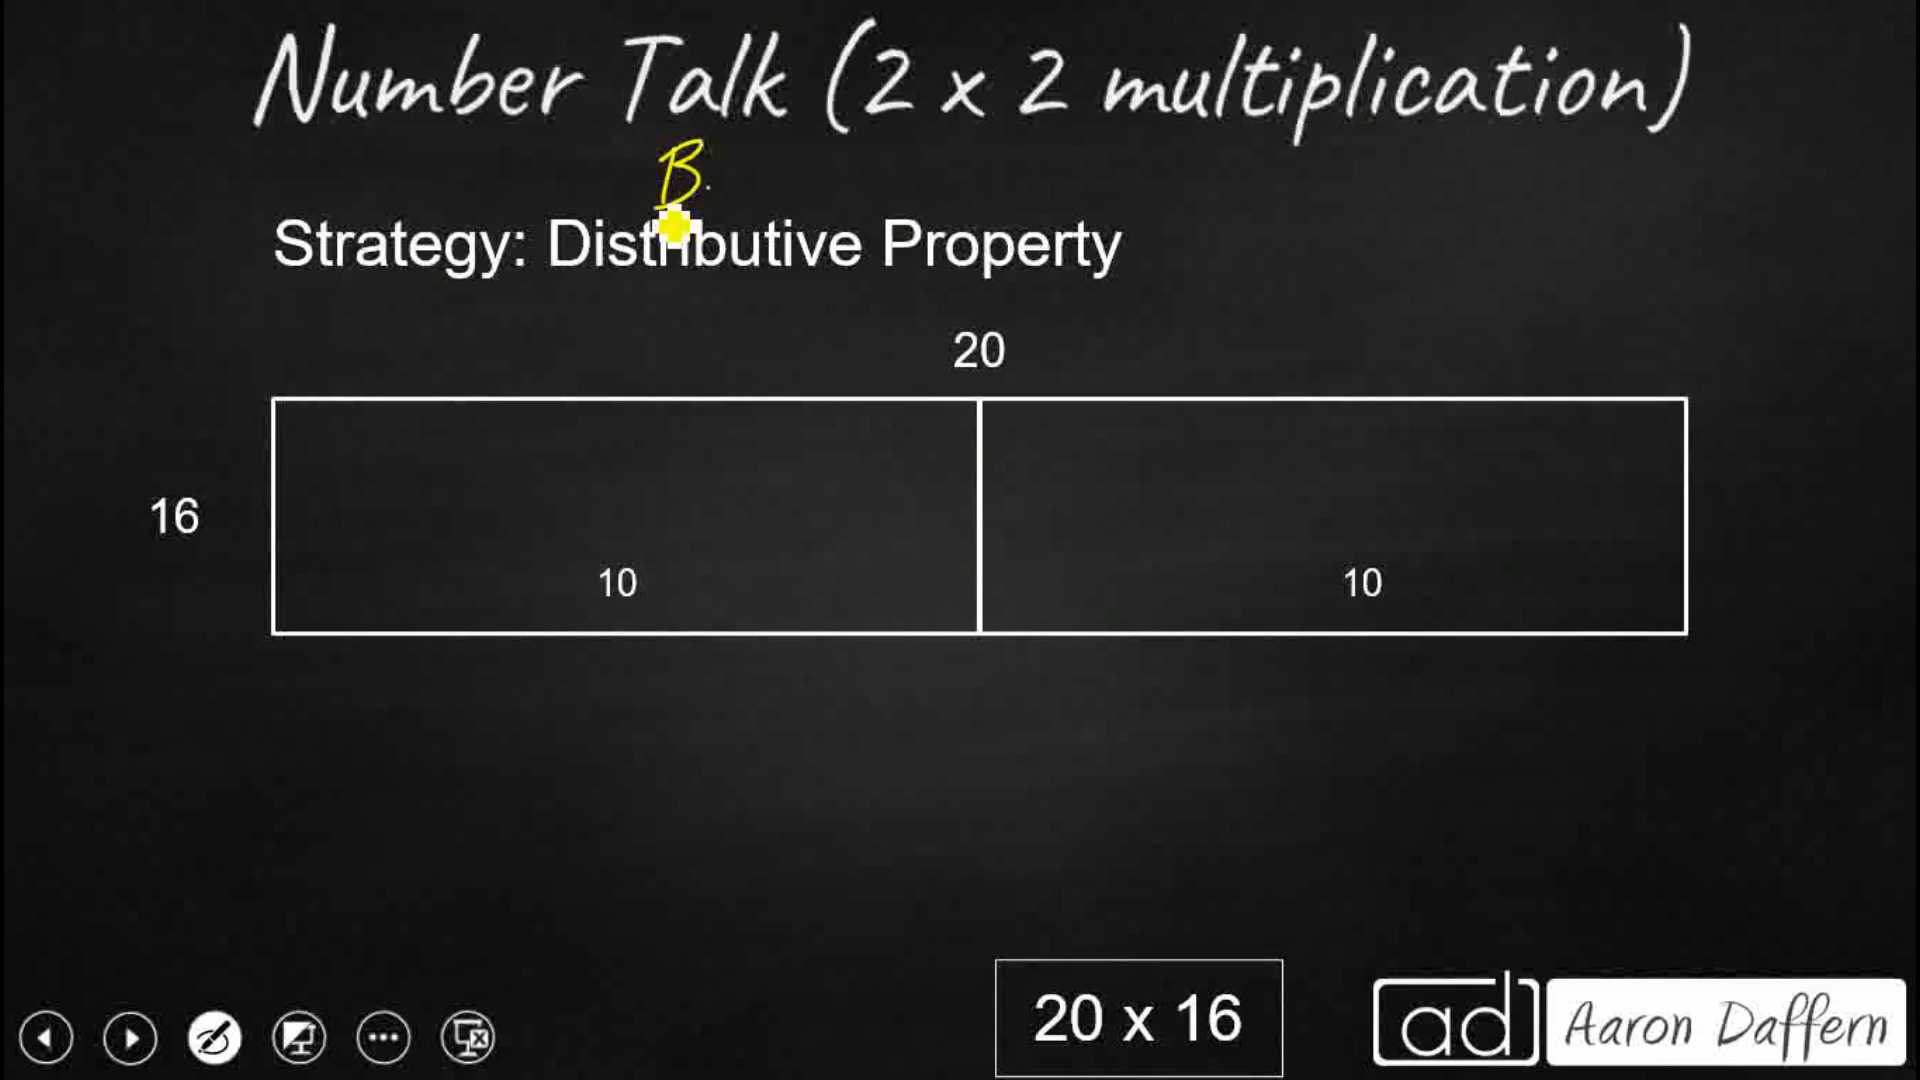 Number Talk (2 x 2 multiplication)
B
Strategy: Distributive Property
20
16
10 10
20 x 16
ad Aaron Daffern